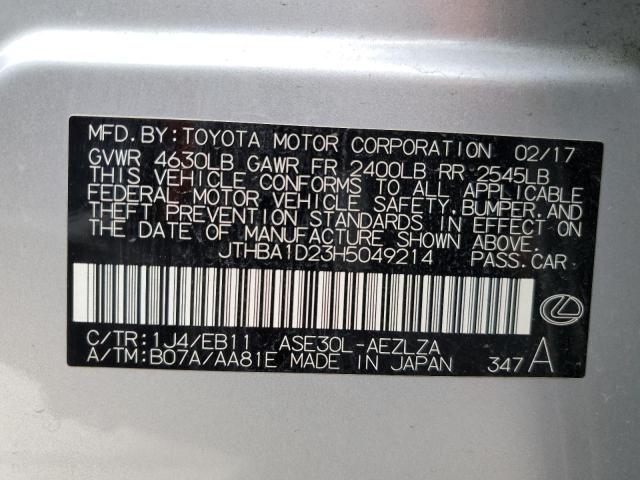 MFD. BY: TOYOTA MOTOR CORPORATION 02/17
GVWR 4630LB GAWR FR 2400LB RR 2545LB
THIS VEHICLE CONFORMS TO ALL APPLICABLE
FEDERAL MOTOR VEHICLE SAFETY, BUMPER, AND
THEFT PREVENTION STANDARDS IN EFFECT ON
THE DATE OF MANUFACTURE SHOWN ABOVE.
JTHBA1D23H5049214 PASS. CAR
C/TR: 1J4/EB11 ASE30L-AEZLZA
A/TM: B07A/AA81E MADE IN JAPAN 347 A